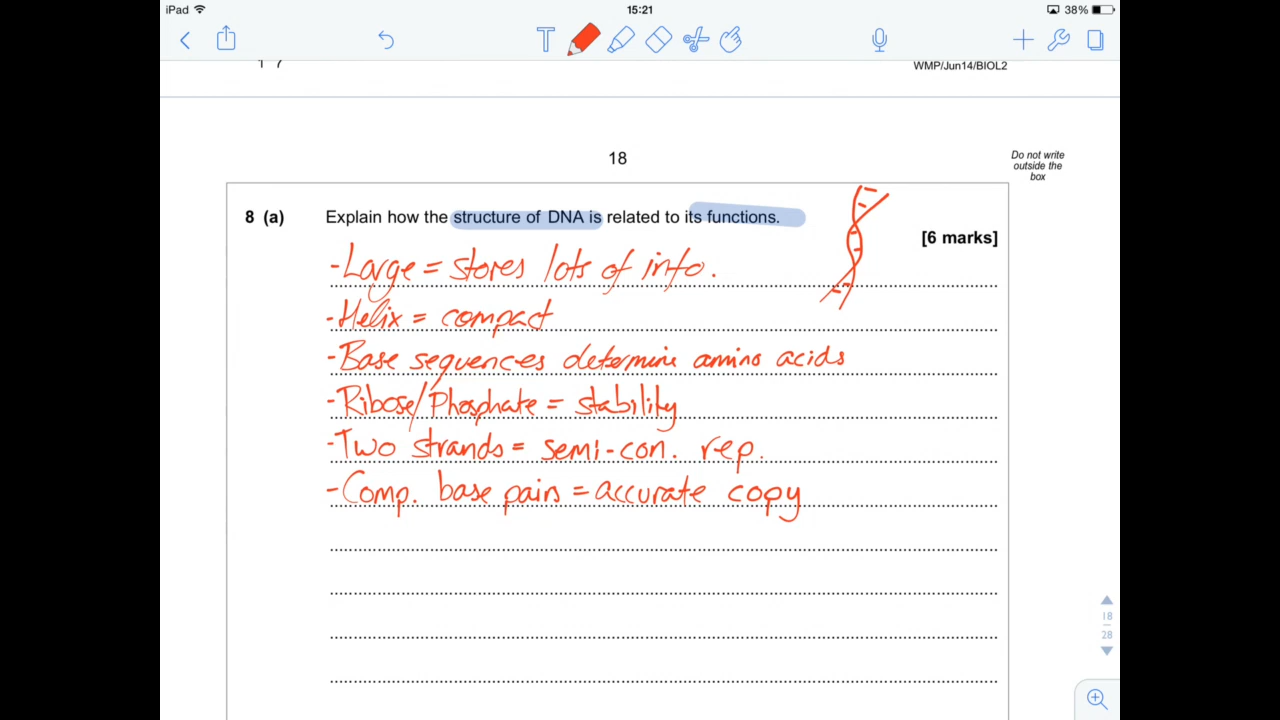 iPad
15:21
38%
T
WMP/Jun14/BIOL2
18
Do not write
outside the
box
8 (a) Explain how the structure of DNA is related to its functions.
[6 marks]
-Large = stores lots of info.
-Helix = compact
-Base sequences determine amino acids
-Ribose/Phosphate = stability
-Two strands = semi-con. rep.
-Comp. base pairs = accurate copy
18
28